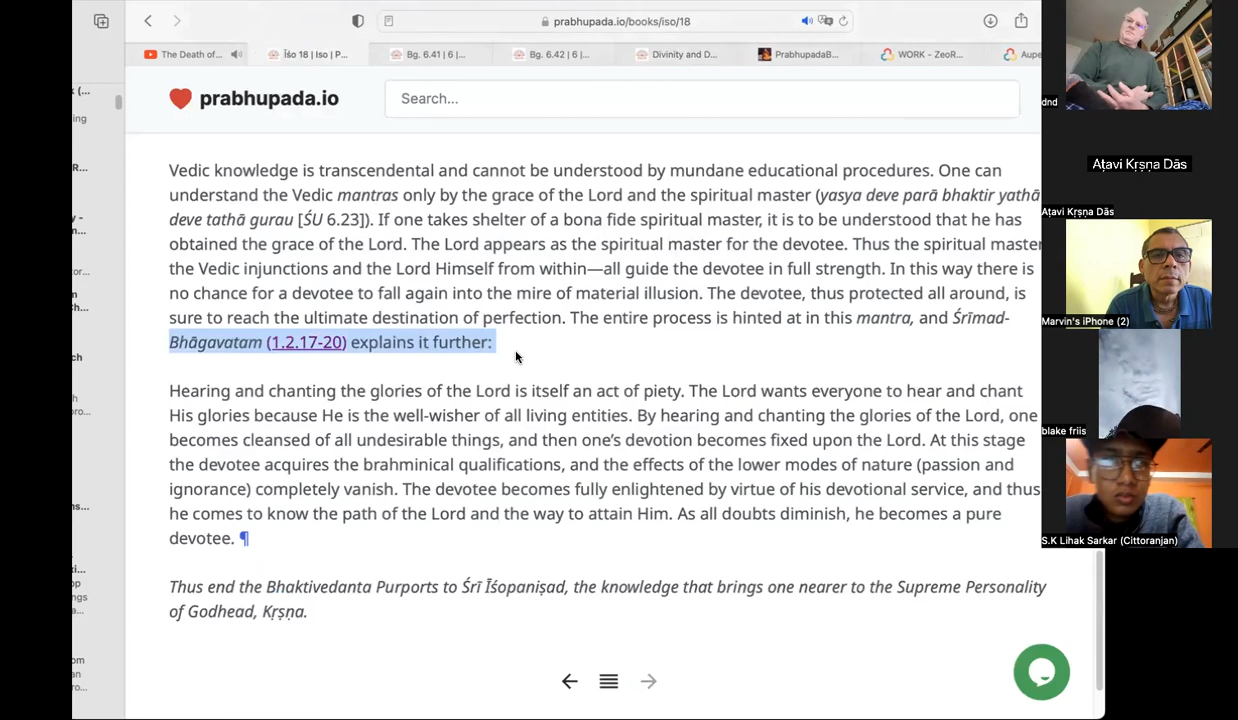 prabhupada.io/books/iso/18
The Death of...
Īśo 18 | Iso | P...
Bg. 6.41 | 6 |...
Bg. 6.42 | 6 |...
Divinity and D...
PrabhupadaB...
WORK - ZeoR...
Aupe
prabhupada.io
Search...
Vedic knowledge is transcendental and cannot be understood by mundane educational procedures. One can
understand the Vedic mantras only by the grace of the Lord and the spiritual master (yasya deve parā bhaktir yathā
deve tathā gurau [ŚU 6.23]). If one takes shelter of a bona fide spiritual master, it is to be understood that he has
obtained the grace of the Lord. The Lord appears as the spiritual master for the devotee. Thus the spiritual master
the Vedic injunctions and the Lord Himself from within—all guide the devotee in full strength. In this way there is
no chance for a devotee to fall again into the mire of material illusion. The devotee, thus protected all around, is
sure to reach the ultimate destination of perfection. The entire process is hinted at in this mantra, and Śrīmad-
Bhāgavatam (1.2.17-20) explains it further:
Hearing and chanting the glories of the Lord is itself an act of piety. The Lord wants everyone to hear and chant
His glories because He is the well-wisher of all living entities. By hearing and chanting the glories of the Lord, one
becomes cleansed of all undesirable things, and then one's devotion becomes fixed upon the Lord. At this stage
the devotee acquires the brahminical qualifications, and the effects of the lower modes of nature (passion and
ignorance) completely vanish. The devotee becomes fully enlightened by virtue of his devotional service, and thus
he comes to know the path of the Lord and the way to attain Him. As all doubts diminish, he becomes a pure
devotee. ¶
Thus end the Bhaktivedanta Purports to Śrī Īśopaniṣad, the knowledge that brings one nearer to the Supreme Personality
of Godhead, Kṛṣṇa.
dnd
Aṭavi Kṛṣṇa Dās
Aṭavi Kṛṣṇa Dās
Marvin's iPhone (2)
blake friis
S.K Lihak Sarkar (Cittoranjan)